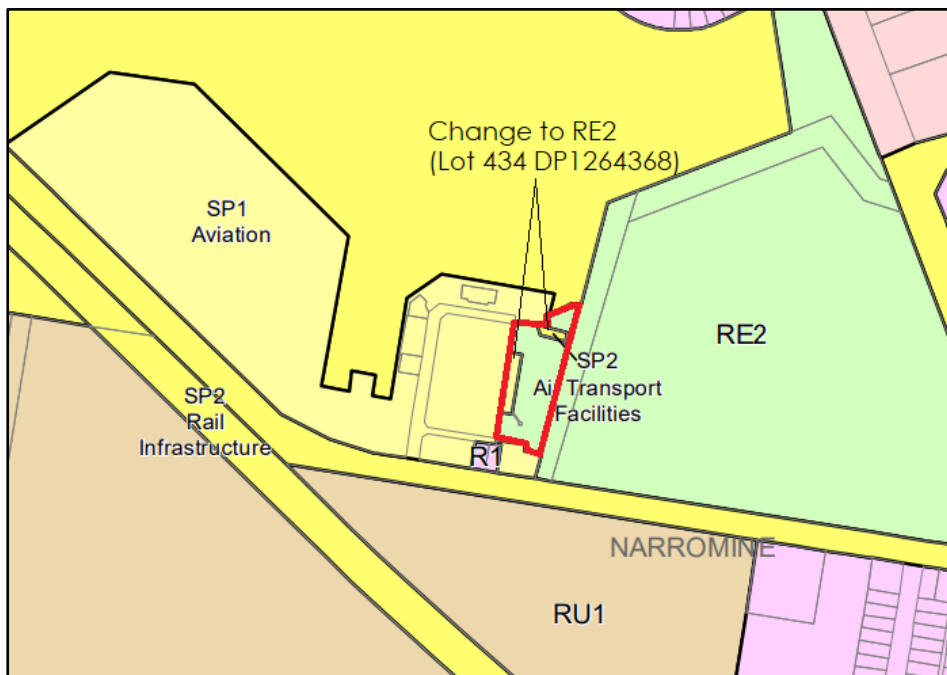 Change to RE2
(Lot 434 DP1264368)
SP1
Aviation
RE2
SP2
Air Transport
Facilities
SP2
Rail
Infrastructure
R1
NARROMINE
RU1